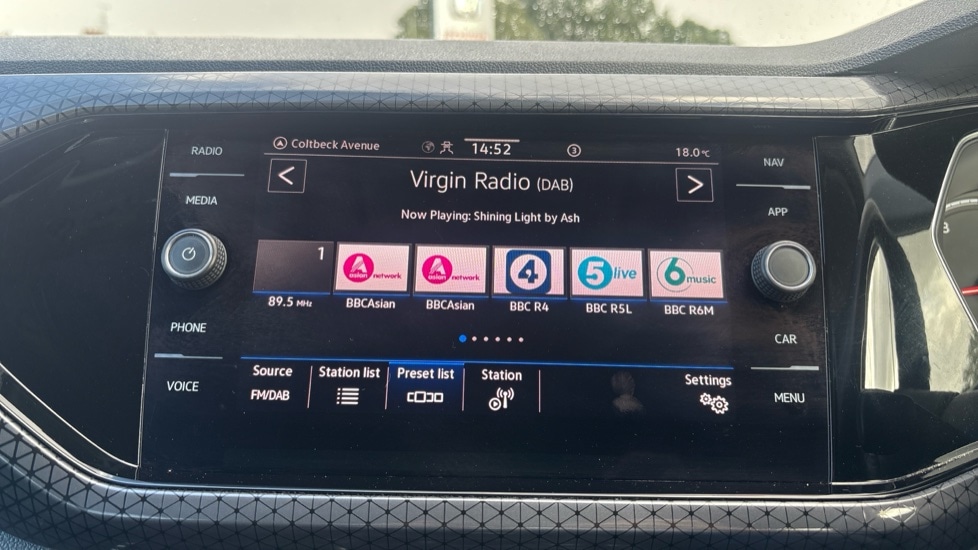 RADIO
MEDIA
PHONE
VOICE
Coltbeck Avenue
14:52
3
18.0°C
<
Virgin Radio (DAB)
>
Now Playing: Shining Light by Ash
1
A asian network
A asian network
4
5 live
6 music
89.5 MHz
BBCAsian
BBCAsian
BBC R4
BBC R5L
BBC R6M
Source
FM/DAB
Station list
Preset list
Station
Settings
NAV
APP
CAR
MENU